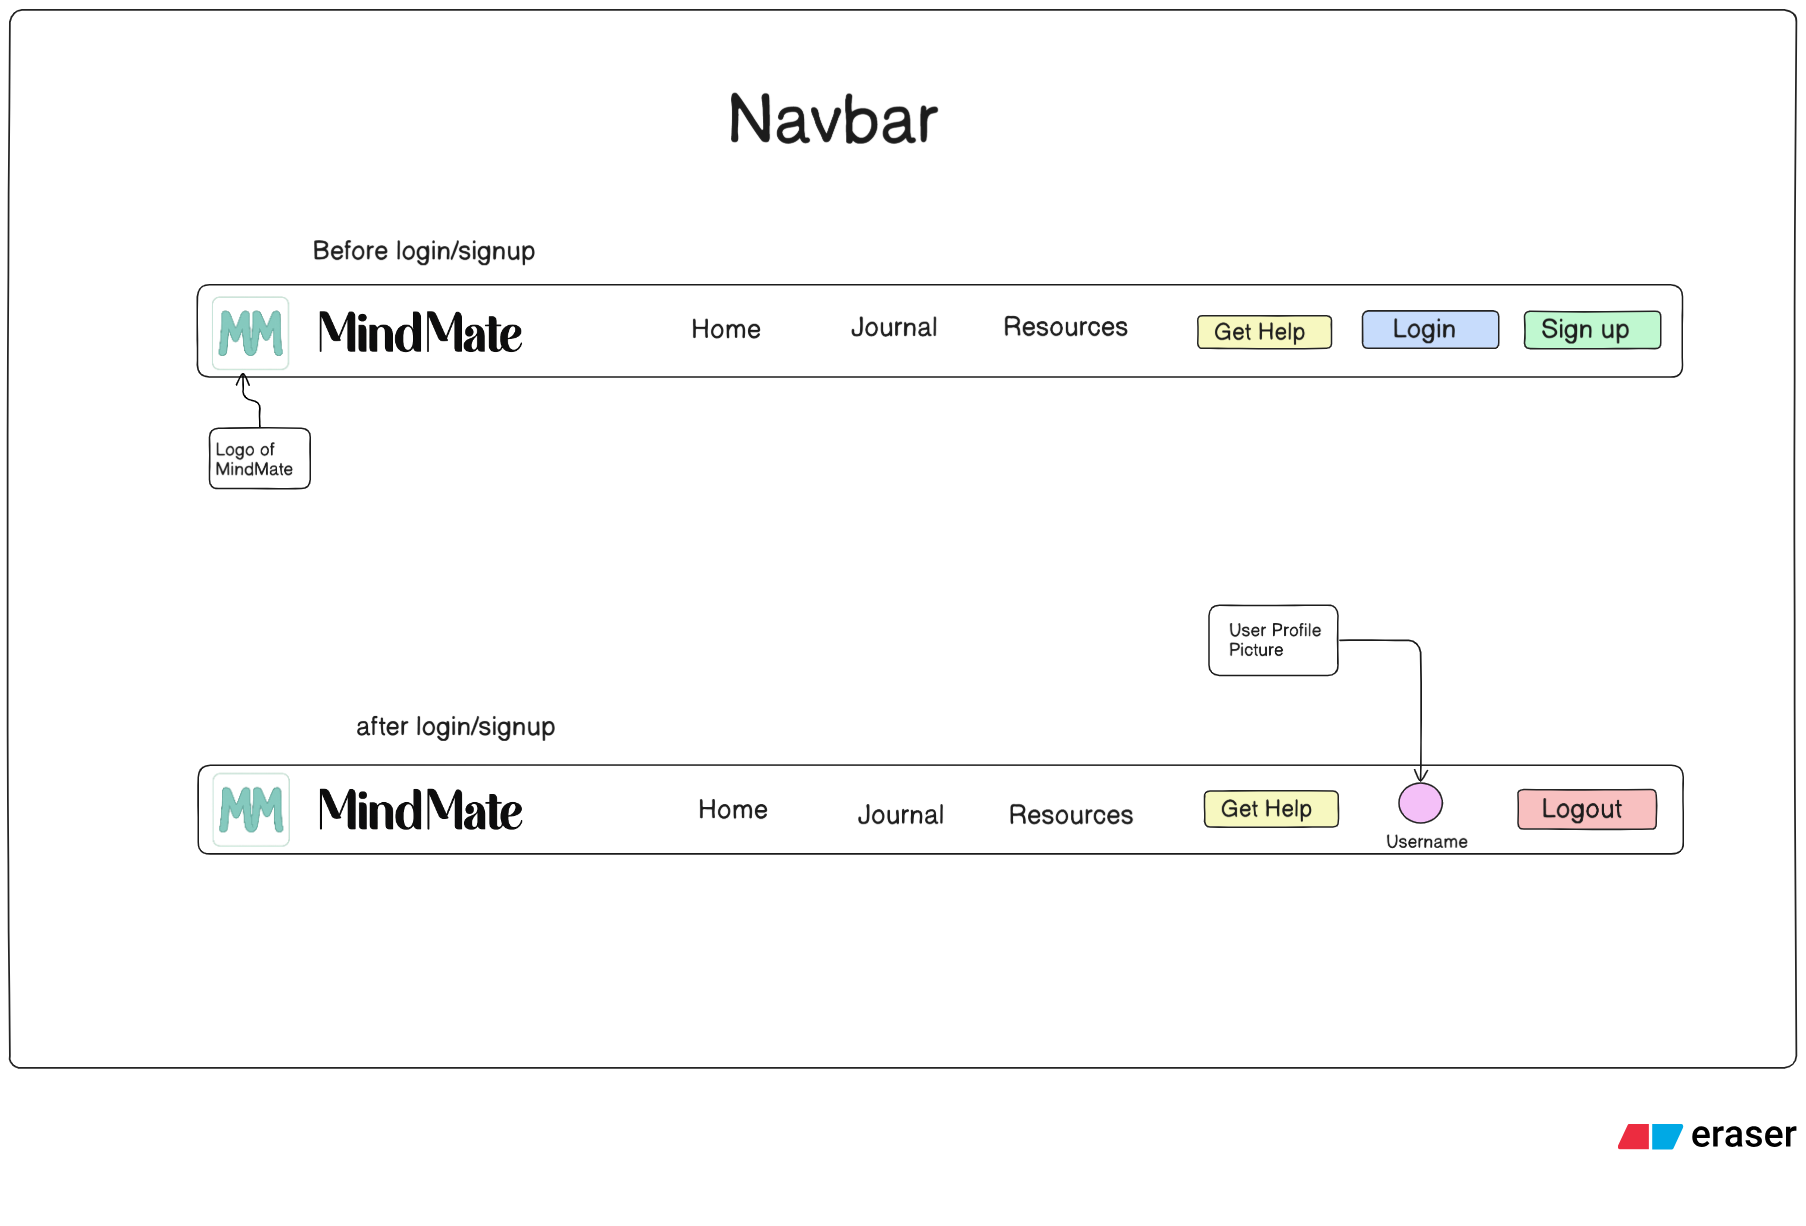 Navbar
Before login/signup
MM MindMate Home Journal Resources Get Help Login Sign up
Logo of
MindMate
User Profile
Picture
after login/signup
MM MindMate Home Journal Resources Get Help Logout
Username
eraser